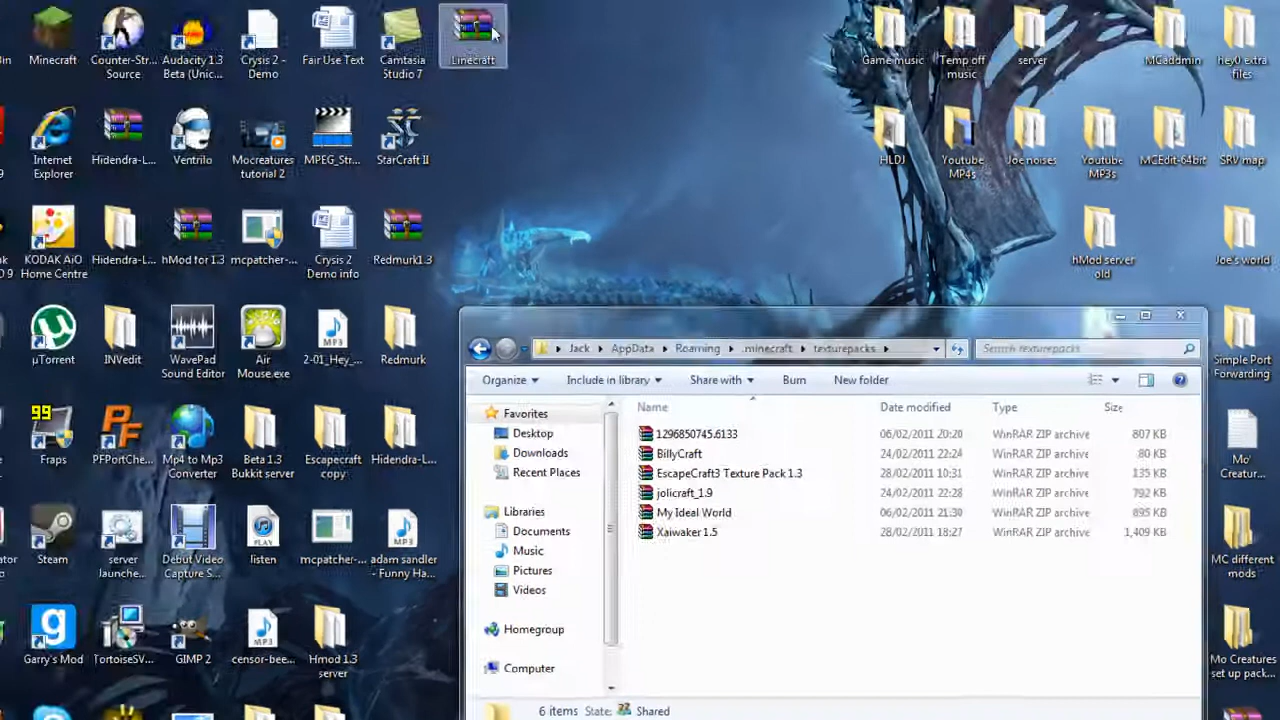 in
Minecraft
Counter-Str...
Source
Audacity 1.3
Beta (Unic...
Crysis 2 -
Demo
Fair Use Text
Camtasia
Studio 7
Linecraft
Game music
Temp off
music
server
MCadmin
hey0 extra
files
9
Internet
Explorer
Hidendra-L...
Ventrilo
Mocreatures
tutorial 2
MPEG_Str...
StarCraft II
HLDJ
Youtube
MP4s
Joe noises
Youtube
MP3s
MCEdit-64bit
SRV map
KODAK AiO
Home Centre
Hidendra-L...
hMod for 1.3
mcpatcher-...
Crysis 2
Demo info
Redmurk1.3
hMod server
old
Joe's world
µTorrent
INVedit
WavePad
Sound Editor
Air
Mouse.exe
2-01_Hey_...
Redmurk
Simple Port
Forwarding
Jack AppData Roaming .minecraft texturepacks
Search texturepacks
Organize Include in library Share with Burn New folder
Name Date modified Type Size
99
Fraps
PFPortChe...
Mp4 to Mp3
Converter
Beta 1.3
Bukkit server
Escapecraft
copy
Hidendra-L...
Favorites
Desktop
Downloads
Recent Places
Libraries
Documents
Music
Pictures
Videos
Homegroup
Computer
1296850745.6133 06/02/2011 20:20 WinRAR ZIP archive 807 KB
BillyCraft 24/02/2011 22:24 WinRAR ZIP archive 80 KB
EscapeCraft3 Texture Pack 1.3 28/02/2011 10:31 WinRAR ZIP archive 135 KB
jolicraft_1.9 24/02/2011 22:28 WinRAR ZIP archive 792 KB
My Ideal World 06/02/2011 21:30 WinRAR ZIP archive 895 KB
Xaiwaker 1.5 28/02/2011 18:27 WinRAR ZIP archive 1,409 KB
Mo'
Creatur...
ator
Steam
server
launche...
Debut Video
Capture S...
PLAY
listen
mcpatcher-...
adam sandler
- Funny Ha...
MC different
mods
Garry's Mod
TortoiseSV...
GIMP 2
MP3
censor-bee...
Hmod 1.3
server
Mo Creatures
set up pack...
6 items State: Shared